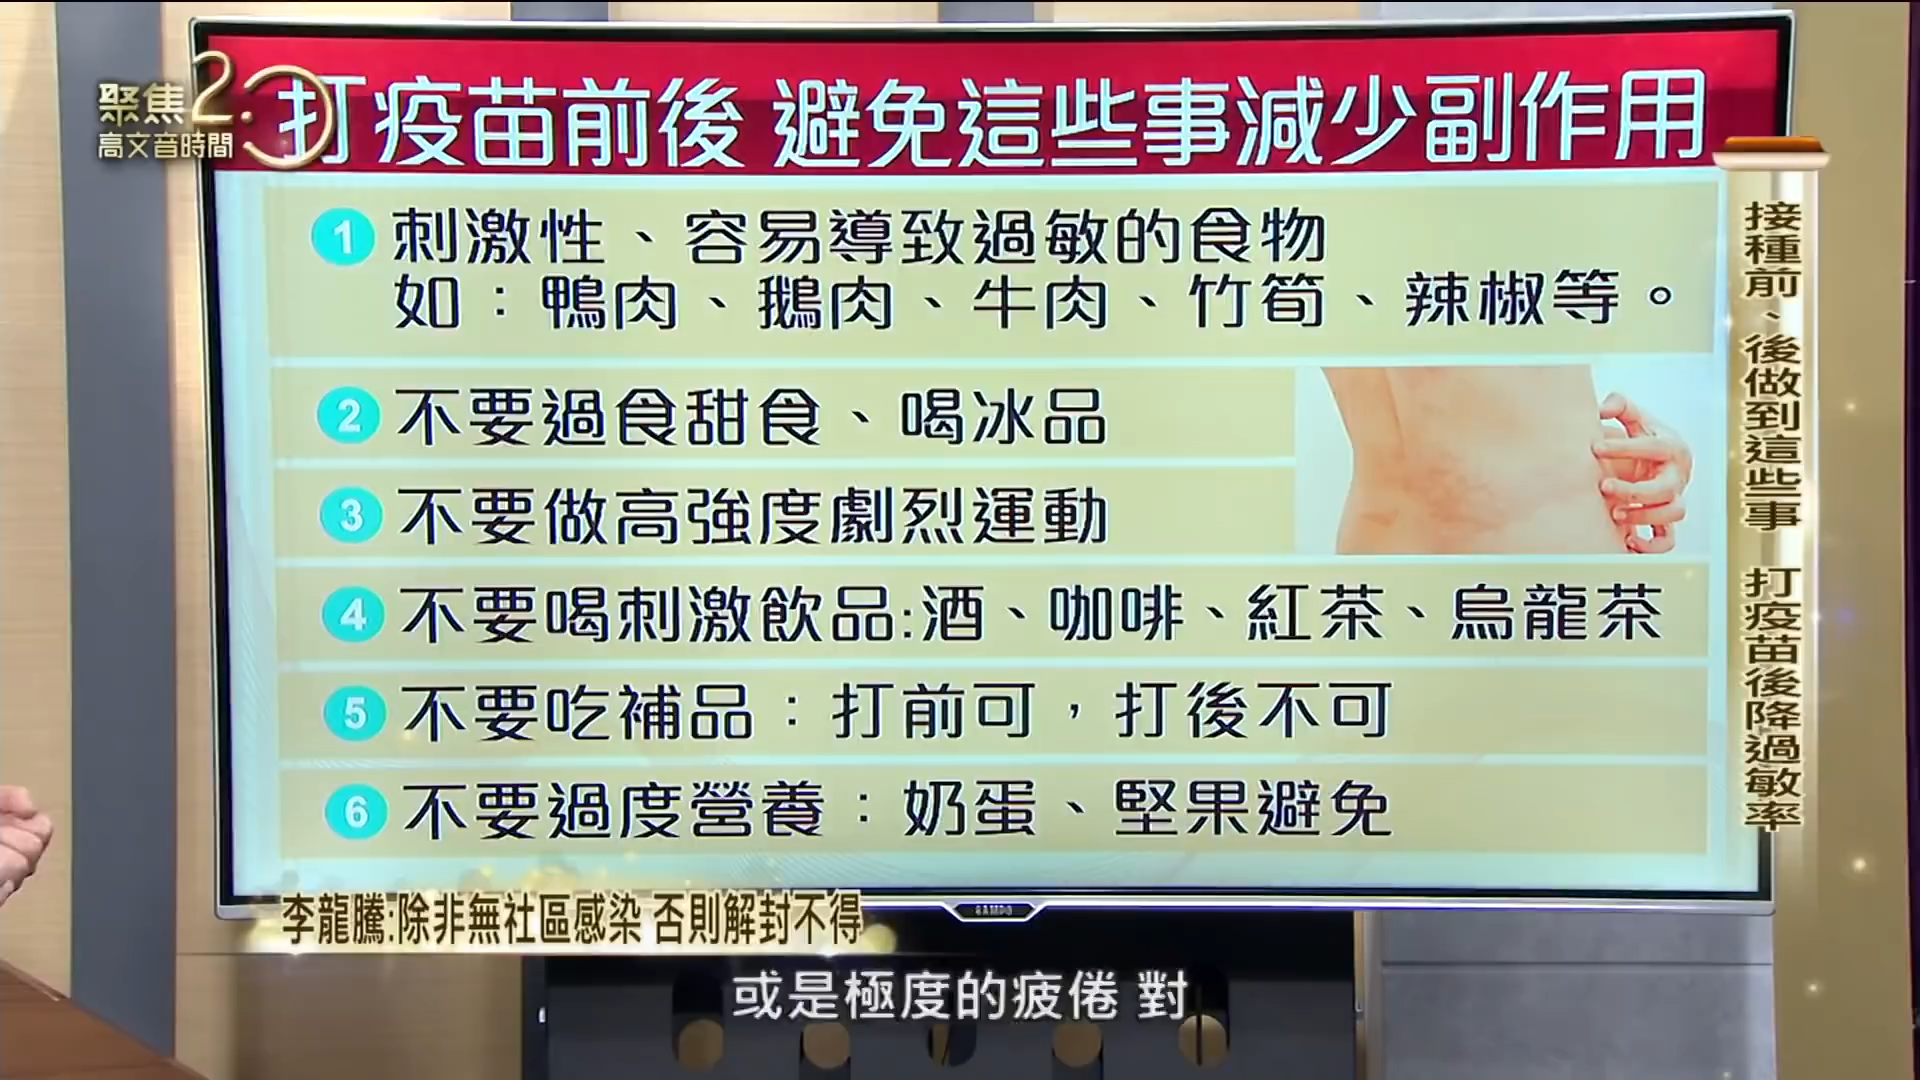 聚焦2.0
高文音時間
打疫苗前後 避免這些事減少副作用
1 刺激性、容易導致過敏的食物
如：鴨肉、鵝肉、牛肉、竹筍、辣椒等。
2 不要過食甜食、喝冰品
3 不要做高強度劇烈運動
4 不要喝刺激飲品:酒、咖啡、紅茶、烏龍茶
5 不要吃補品：打前可，打後不可
6 不要過度營養：奶蛋、堅果避免
接種前、後做到這些事 打疫苗後降過敏率
SAMPO
李龍騰:除非無社區感染 否則解封不得
或是極度的疲倦 對